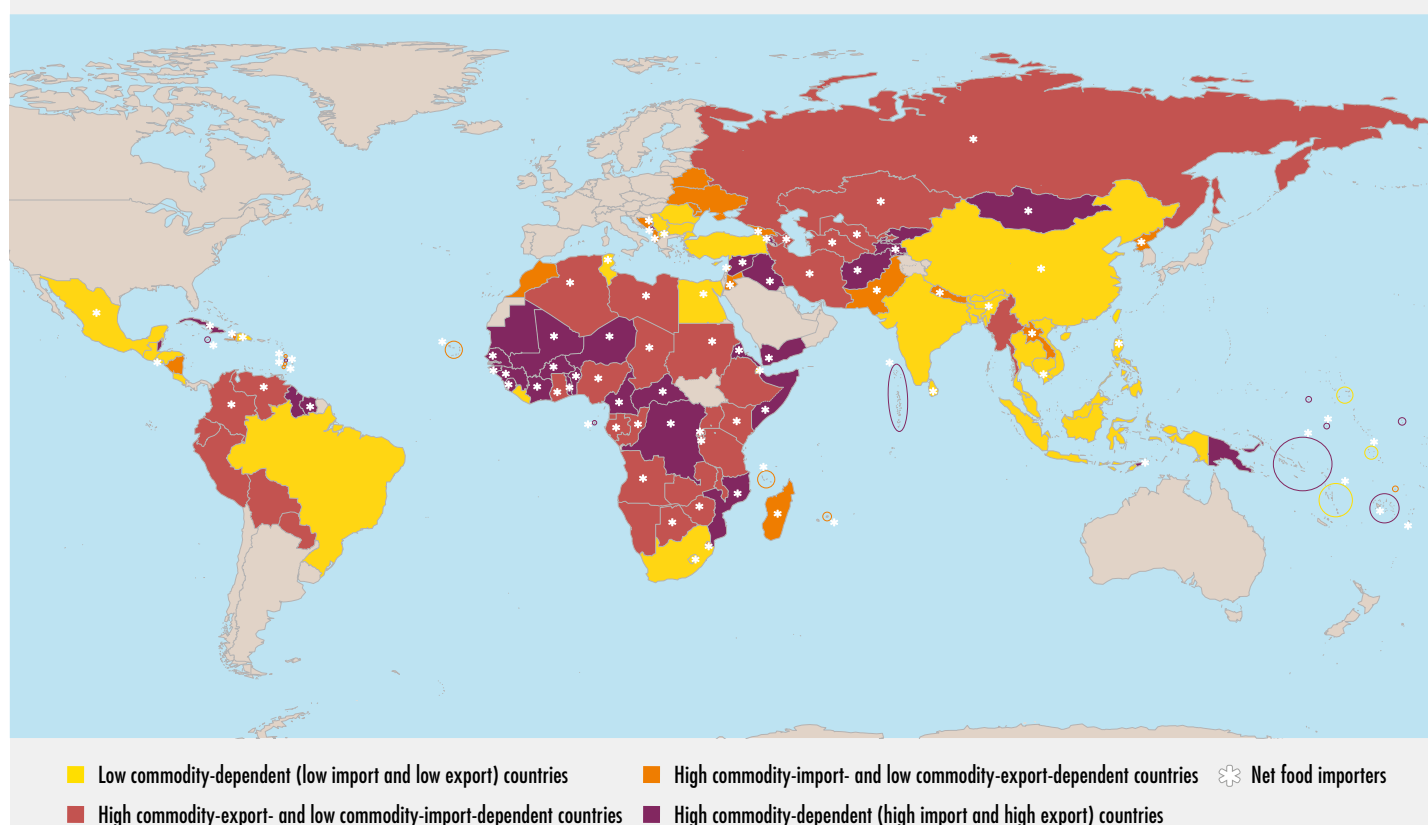 Low commodity-dependent (low import and low export) countries
High commodity-import- and low commodity-export-dependent countries
Net food importers
High commodity-export- and low commodity-import-dependent countries
High commodity-dependent (high import and high export) countries